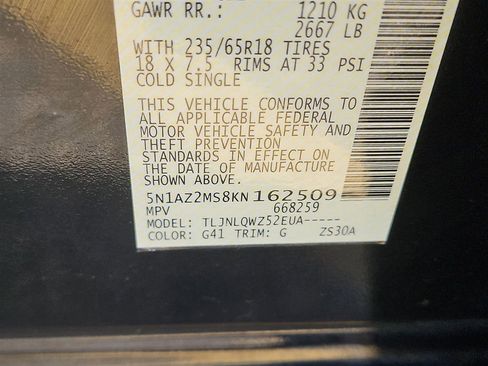 GAWR RR.: 1210 KG
2667 LB
WITH 235/65R18 TIRES
18 X 7.5 RIMS AT 33 PSI
COLD SINGLE
THIS VEHICLE CONFORMS TO
ALL APPLICABLE FEDERAL
MOTOR VEHICLE SAFETY AND
THEFT PREVENTION
STANDARDS IN EFFECT ON
THE DATE OF MANUFACTURE
SHOWN ABOVE.
5N1AZ2MS8KN162509
MPV 668259
MODEL: TLJNLQWZ52EUA-----
COLOR: G41 TRIM: G ZS30A